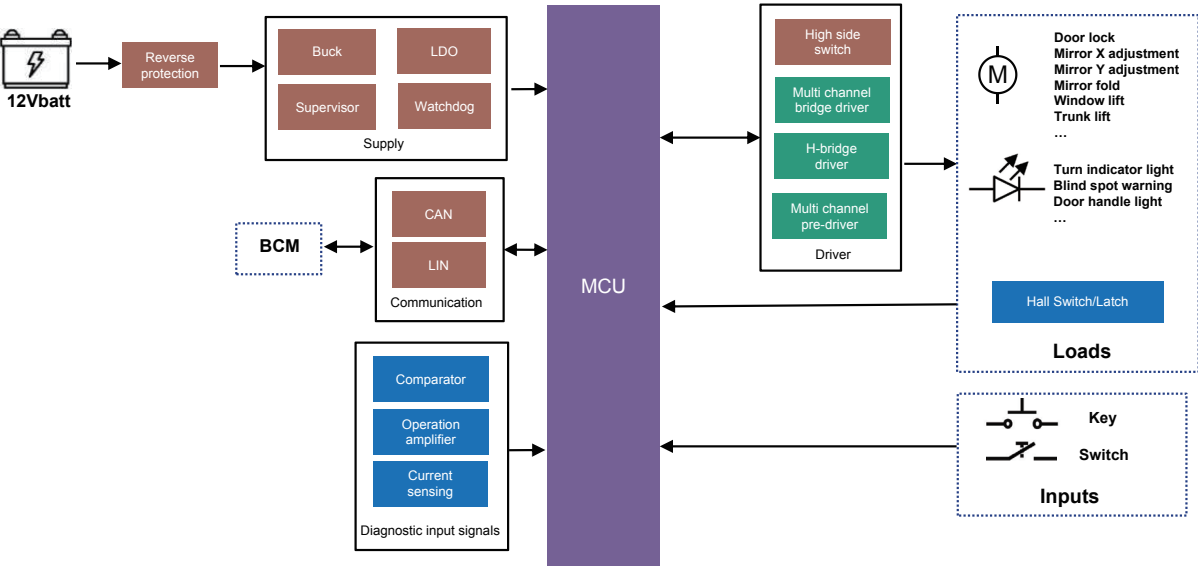 12Vbatt
Reverse
protection
Buck
LDO
Supervisor
Watchdog
Supply
BCM
CAN
LIN
Communication
Comparator
Operation
amplifier
Current
sensing
Diagnostic input signals
MCU
High side
switch
Multi channel
bridge driver
H-bridge
driver
Multi channel
pre-driver
Driver
M
Door lock
Mirror X adjustment
Mirror Y adjustment
Mirror fold
Window lift
Trunk lift
...
Turn indicator light
Blind spot warning
Door handle light
...
Hall Switch/Latch
Loads
Key
Switch
Inputs